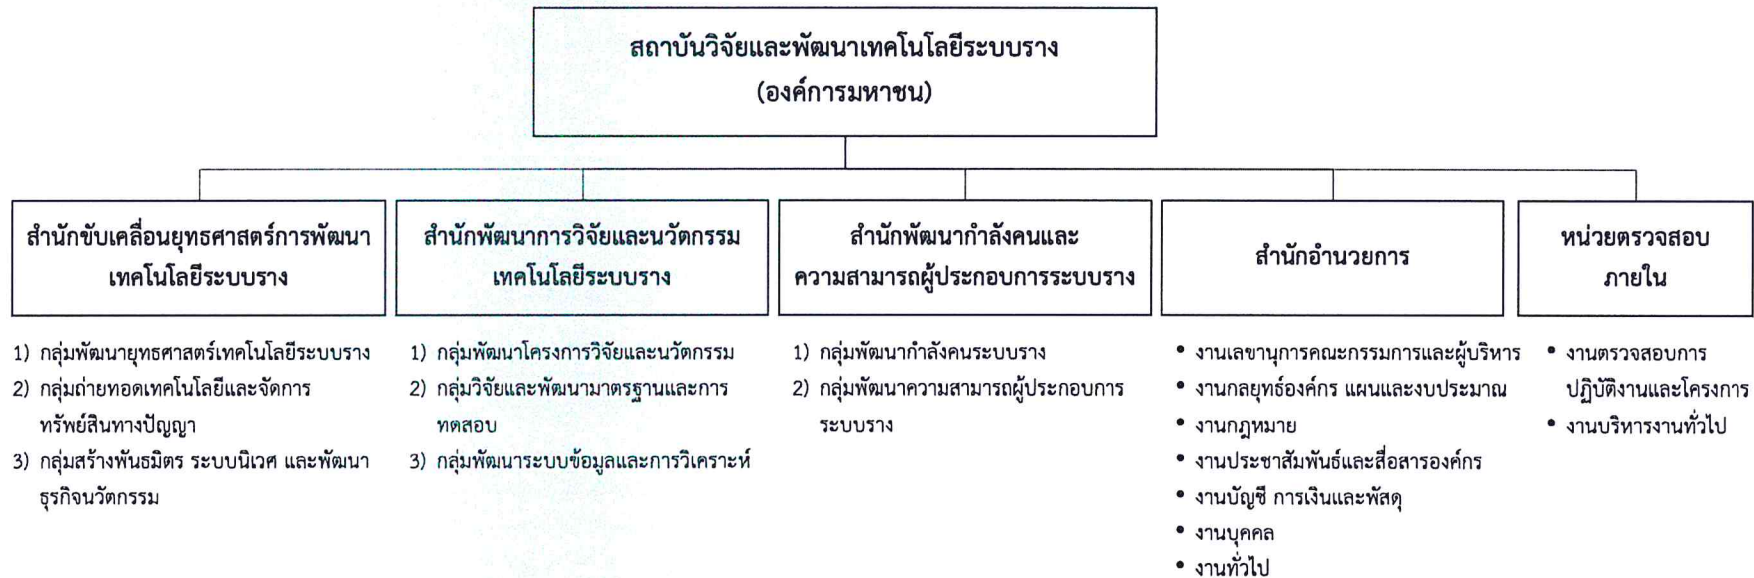 สถาบันวิจัยและพัฒนาเทคโนโลยีระบบราง
(องค์การมหาชน)
สำนักขับเคลื่อนยุทธศาสตร์การพัฒนา
เทคโนโลยีระบบราง
1) กลุ่มพัฒนายุทธศาสตร์เทคโนโลยีระบบราง
2) กลุ่มถ่ายทอดเทคโนโลยีและจัดการ
ทรัพย์สินทางปัญญา
3) กลุ่มสร้างพันธมิตร ระบบนิเวศ และพัฒนา
ธุรกิจนวัตกรรม
สำนักพัฒนาการวิจัยและนวัตกรรม
เทคโนโลยีระบบราง
1) กลุ่มพัฒนาโครงการวิจัยและนวัตกรรม
2) กลุ่มวิจัยและพัฒนามาตรฐานและการ
ทดสอบ
3) กลุ่มพัฒนาระบบข้อมูลและการวิเคราะห์
สำนักพัฒนากำลังคนและ
ความสามารถผู้ประกอบการระบบราง
1) กลุ่มพัฒนากำลังคนระบบราง
2) กลุ่มพัฒนาความสามารถผู้ประกอบการ
ระบบราง
สำนักอำนวยการ
• งานเลขานุการคณะกรรมการและผู้บริหาร
• งานกลยุทธ์องค์กร แผนและงบประมาณ
• งานกฎหมาย
• งานประชาสัมพันธ์และสื่อสารองค์กร
• งานบัญชี การเงินและพัสดุ
• งานบุคคล
• งานทั่วไป
หน่วยตรวจสอบ
ภายใน
• งานตรวจสอบการ
ปฏิบัติงานและโครงการ
• งานบริหารงานทั่วไป